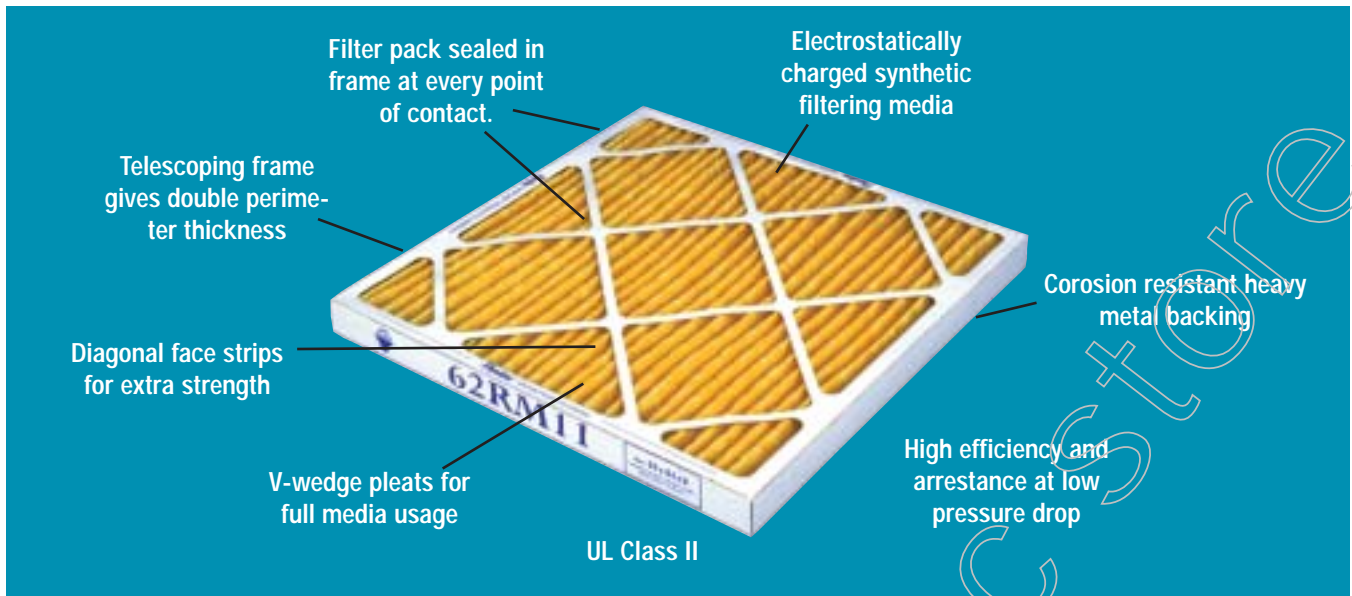 Filter pack sealed in
frame at every point
of contact.
Electrostatically
charged synthetic
filtering media
Telescoping frame
gives double perime-
ter thickness
Corosion resistant heavy
metal backing
Diagonal face strips
for extra strength
62RM11
V-wedge pleats for
full media usage
High efficiency and
arrestance at low
pressure drop
UL Class II
c store